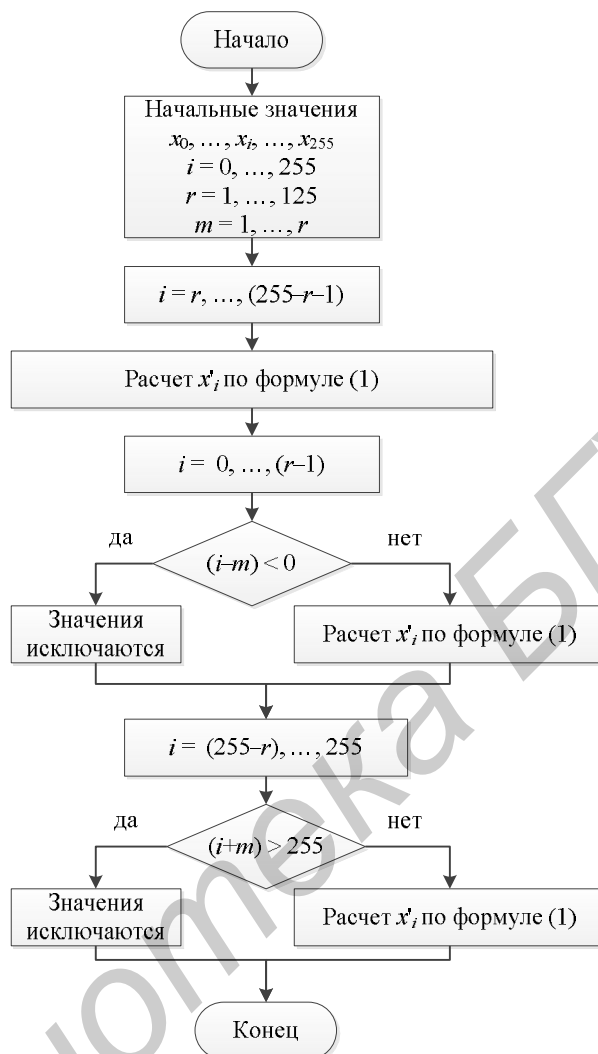 Начало
Начальные значения
x₀, …, xᵢ, …, x₂₅₅
i = 0, …, 255
r = 1, …, 125
m = 1, …, r
i = r, …, (255–r–1)
Расчет x'ᵢ по формуле (1)
i = 0, …, (r–1)
да
нет
(i–m) < 0
Значения
исключаются
Расчет x'ᵢ по формуле (1)
i = (255–r), …, 255
да
нет
(i+m) > 255
Значения
исключаются
Расчет x'ᵢ по формуле (1)
Конец